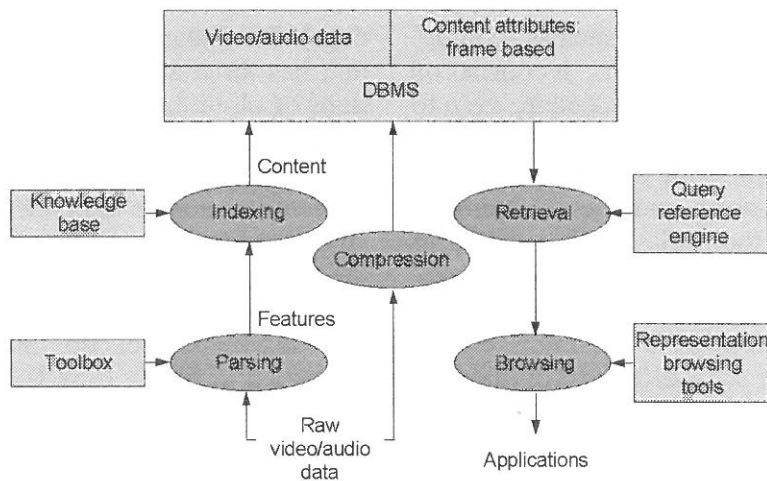 Video/audio data
Content attributes:
frame based
DBMS
Content
Knowledge
base
Indexing
Retrieval
Query
reference
engine
Compression
Features
Toolbox
Parsing
Browsing
Representation
browsing
tools
Raw
video/audio
data
Applications